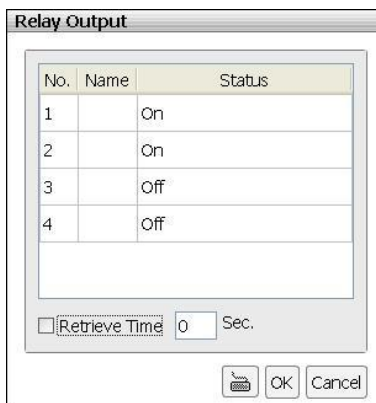 Relay Output
No. Name Status
1 On
2 On
3 Off
4 Off
Retrieve Time 0 Sec.
OK Cancel